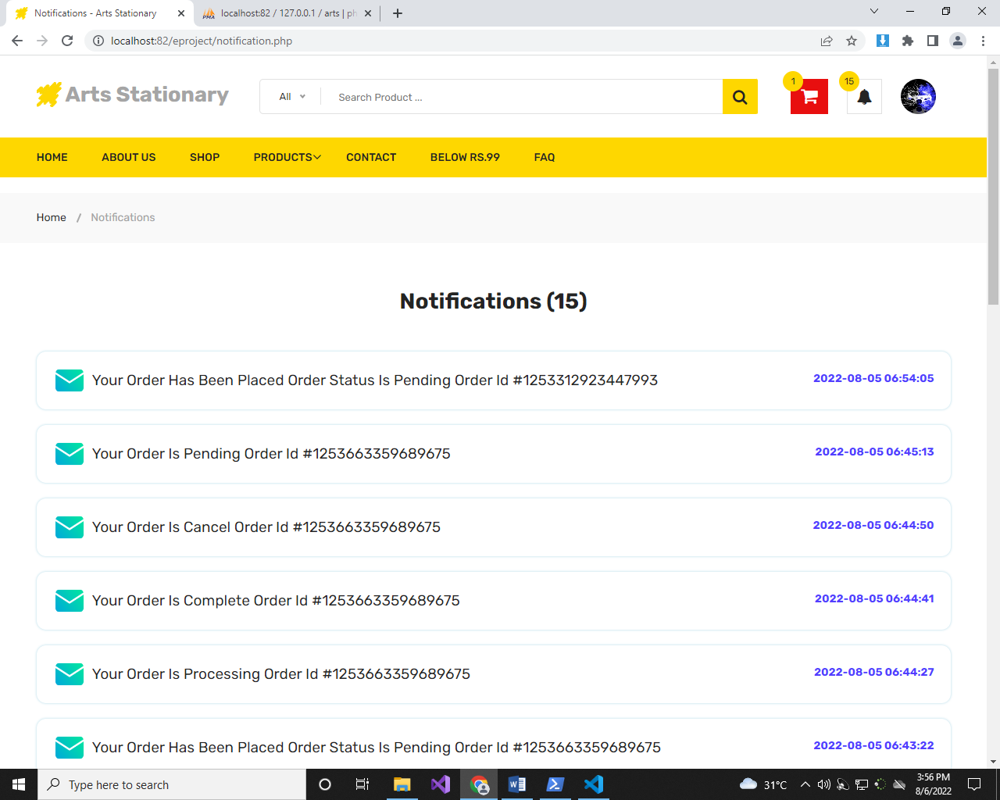 Notifications - Arts Stationary
localhost:82 / 127.0.0.1 / arts | ph
localhost:82/eproject/notification.php
Arts Stationary
All
Search Product ...
1
15
HOME
ABOUT US
SHOP
PRODUCTS
CONTACT
BELOW RS.99
FAQ
Home / Notifications
Notifications (15)
Your Order Has Been Placed Order Status Is Pending Order Id #1253312923447993
2022-08-05 06:54:05
Your Order Is Pending Order Id #1253663359689675
2022-08-05 06:45:13
Your Order Is Cancel Order Id #1253663359689675
2022-08-05 06:44:50
Your Order Is Complete Order Id #1253663359689675
2022-08-05 06:44:41
Your Order Is Processing Order Id #1253663359689675
2022-08-05 06:44:27
Your Order Has Been Placed Order Status Is Pending Order Id #1253663359689675
2022-08-05 06:43:22
Type here to search
31°C
3:56 PM
8/6/2022